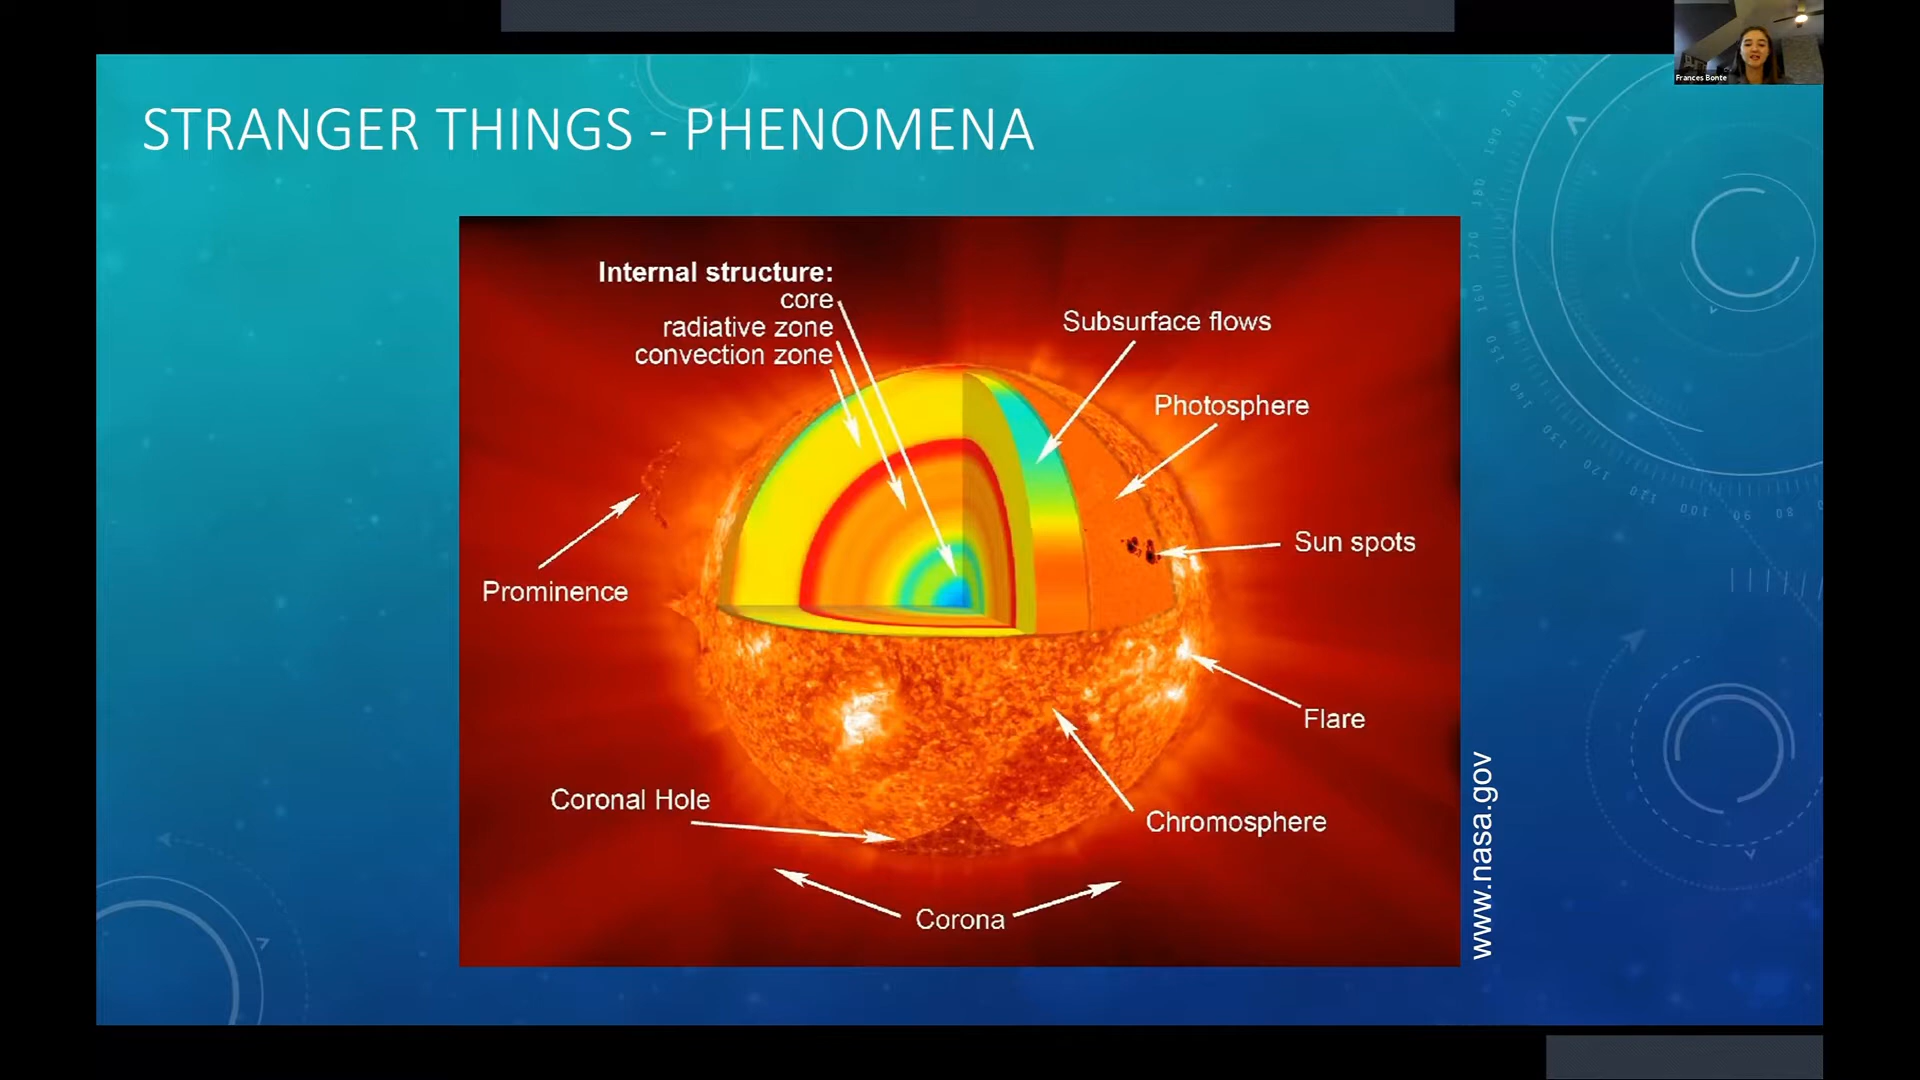 Frances Bonte
STRANGER THINGS - PHENOMENA
Internal structure:
core
radiative zone
convection zone
Subsurface flows
Photosphere
Sun spots
Prominence
Flare
Coronal Hole
Chromosphere
Corona
www.nasa.gov